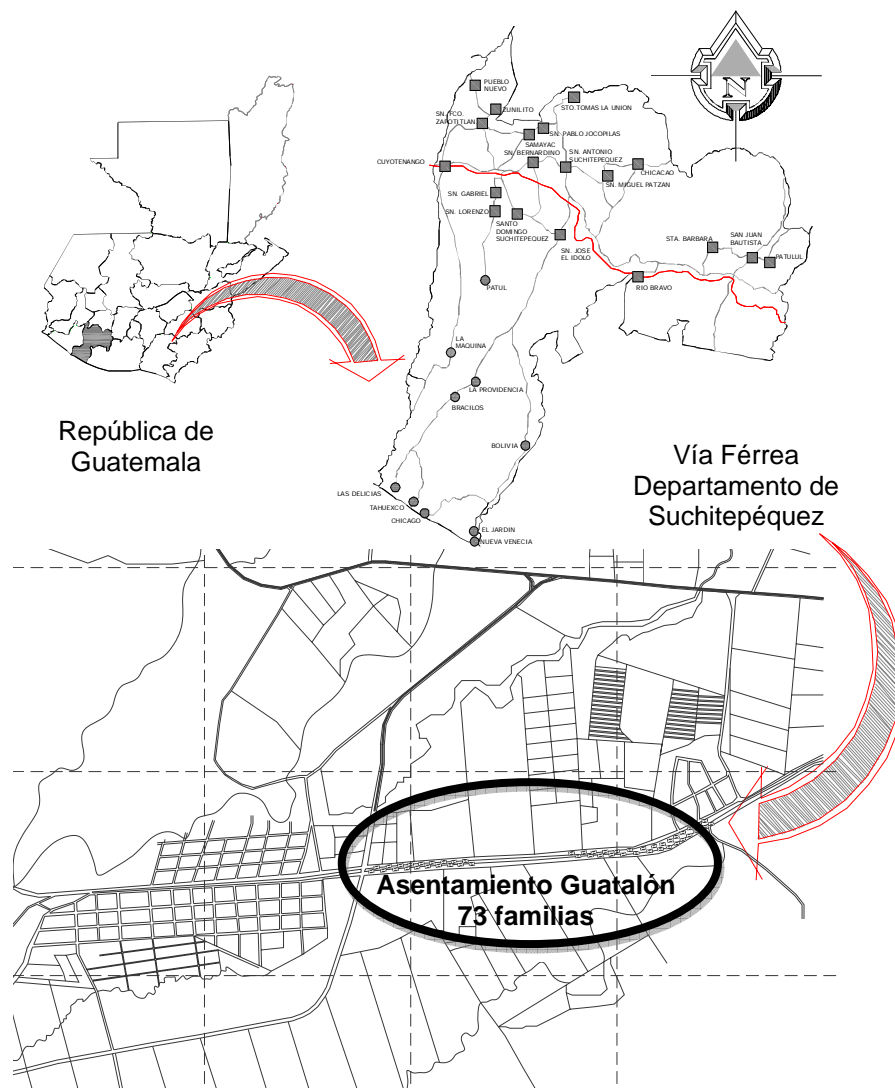 PUEBLO
NUEVO
ZUNILITO
SN. FCO.
ZAPOTITLAN
STO.TOMAS LA UNION
SN. PABLO JOCOPILAS
SAMAYAC
SN. BERNARDINO
SN. ANTONIO
SUCHITEPEQUEZ
CUYOTENANGO
CHICACAO
SN. MIGUEL PATZAN
SN. GABRIEL
SN. LORENZO
SANTO
DOMINGO
SUCHITEPEQUEZ
SN. JOSE
EL IDOLO
STA. BARBARA
SAN JUAN
BAUTISTA
PATULUL
RIO BRAVO
PATUL
LA
MAQUINA
LA PROVIDENCIA
BRACILOS
BOLIVIA
LAS DELICIAS
TAHUEXCO
CHICAGO
EL JARDIN
NUEVA VENECIA
N
República de
Guatemala
Vía Férrea
Departamento de
Suchitepéquez
Asentamiento Guatalón
73 familias